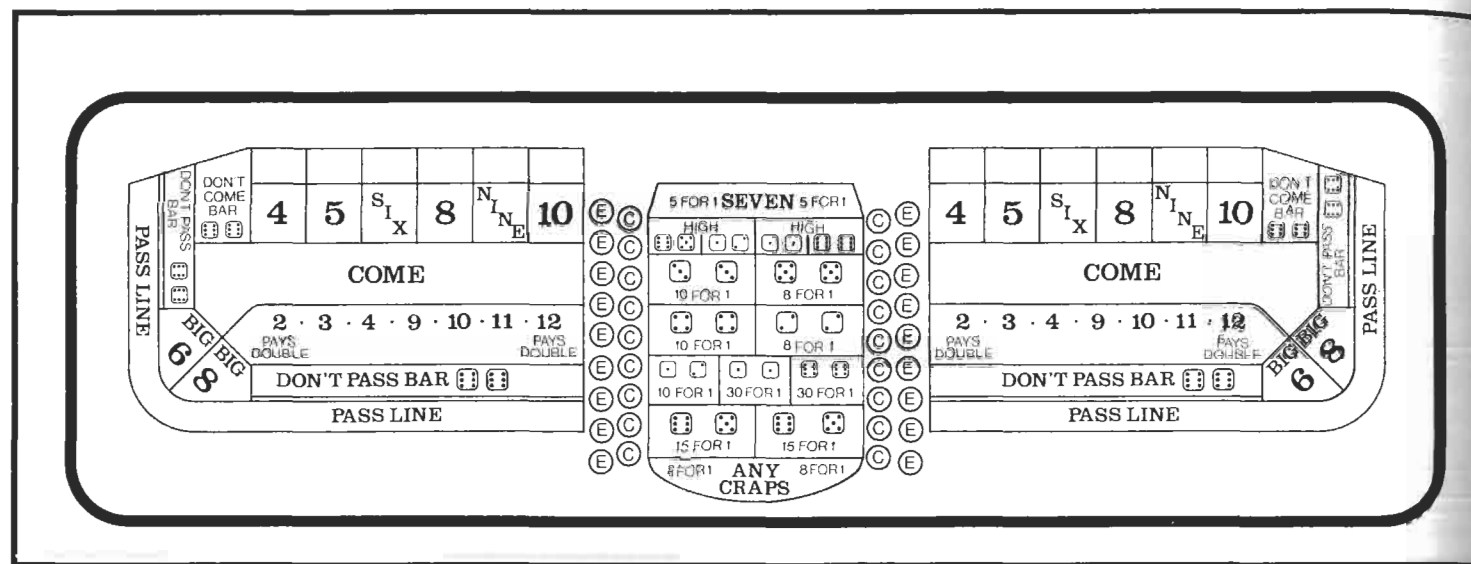 DON'T PASS BAR
DON'T COME BAR
4 5 SIX 8 NINE 10
PASS LINE
COME
2 · 3 · 4 · 9 · 10 · 11 · 12
PAYS DOUBLE
PAYS DOUBLE
BIG 6
BIG 8
DON'T PASS BAR
PASS LINE
E C
E C
E C
E C
E C
E C
E C
E C
E C
5 FOR 1 SEVEN 5 FOR 1
HIGH HIGH
10 FOR 1 8 FOR 1
10 FOR 1 8 FOR 1
10 FOR 1 30 FOR 1 30 FOR 1
15 FOR 1 15 FOR 1
8 FOR 1 ANY CRAPS 8 FOR 1
C E
C E
C E
C E
C E
C E
C E
C E
C E
4 5 SIX 8 NINE 10
DON'T COME BAR
DON'T PASS BAR
PASS LINE
COME
2 · 3 · 4 · 9 · 10 · 11 · 12
PAYS DOUBLE
PAYS DOUBLE
BIG 6
BIG 8
DON'T PASS BAR
PASS LINE